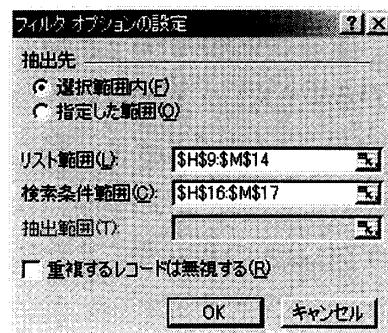 フィルタ オプションの設定
抽出先
選択範囲内(F)
指定した範囲(O)
リスト範囲(L): $H$9:$M$14
検索条件範囲(C): $H$16:$M$17
抽出範囲(T):
重複するレコードは無視する(R)
OK キャンセル